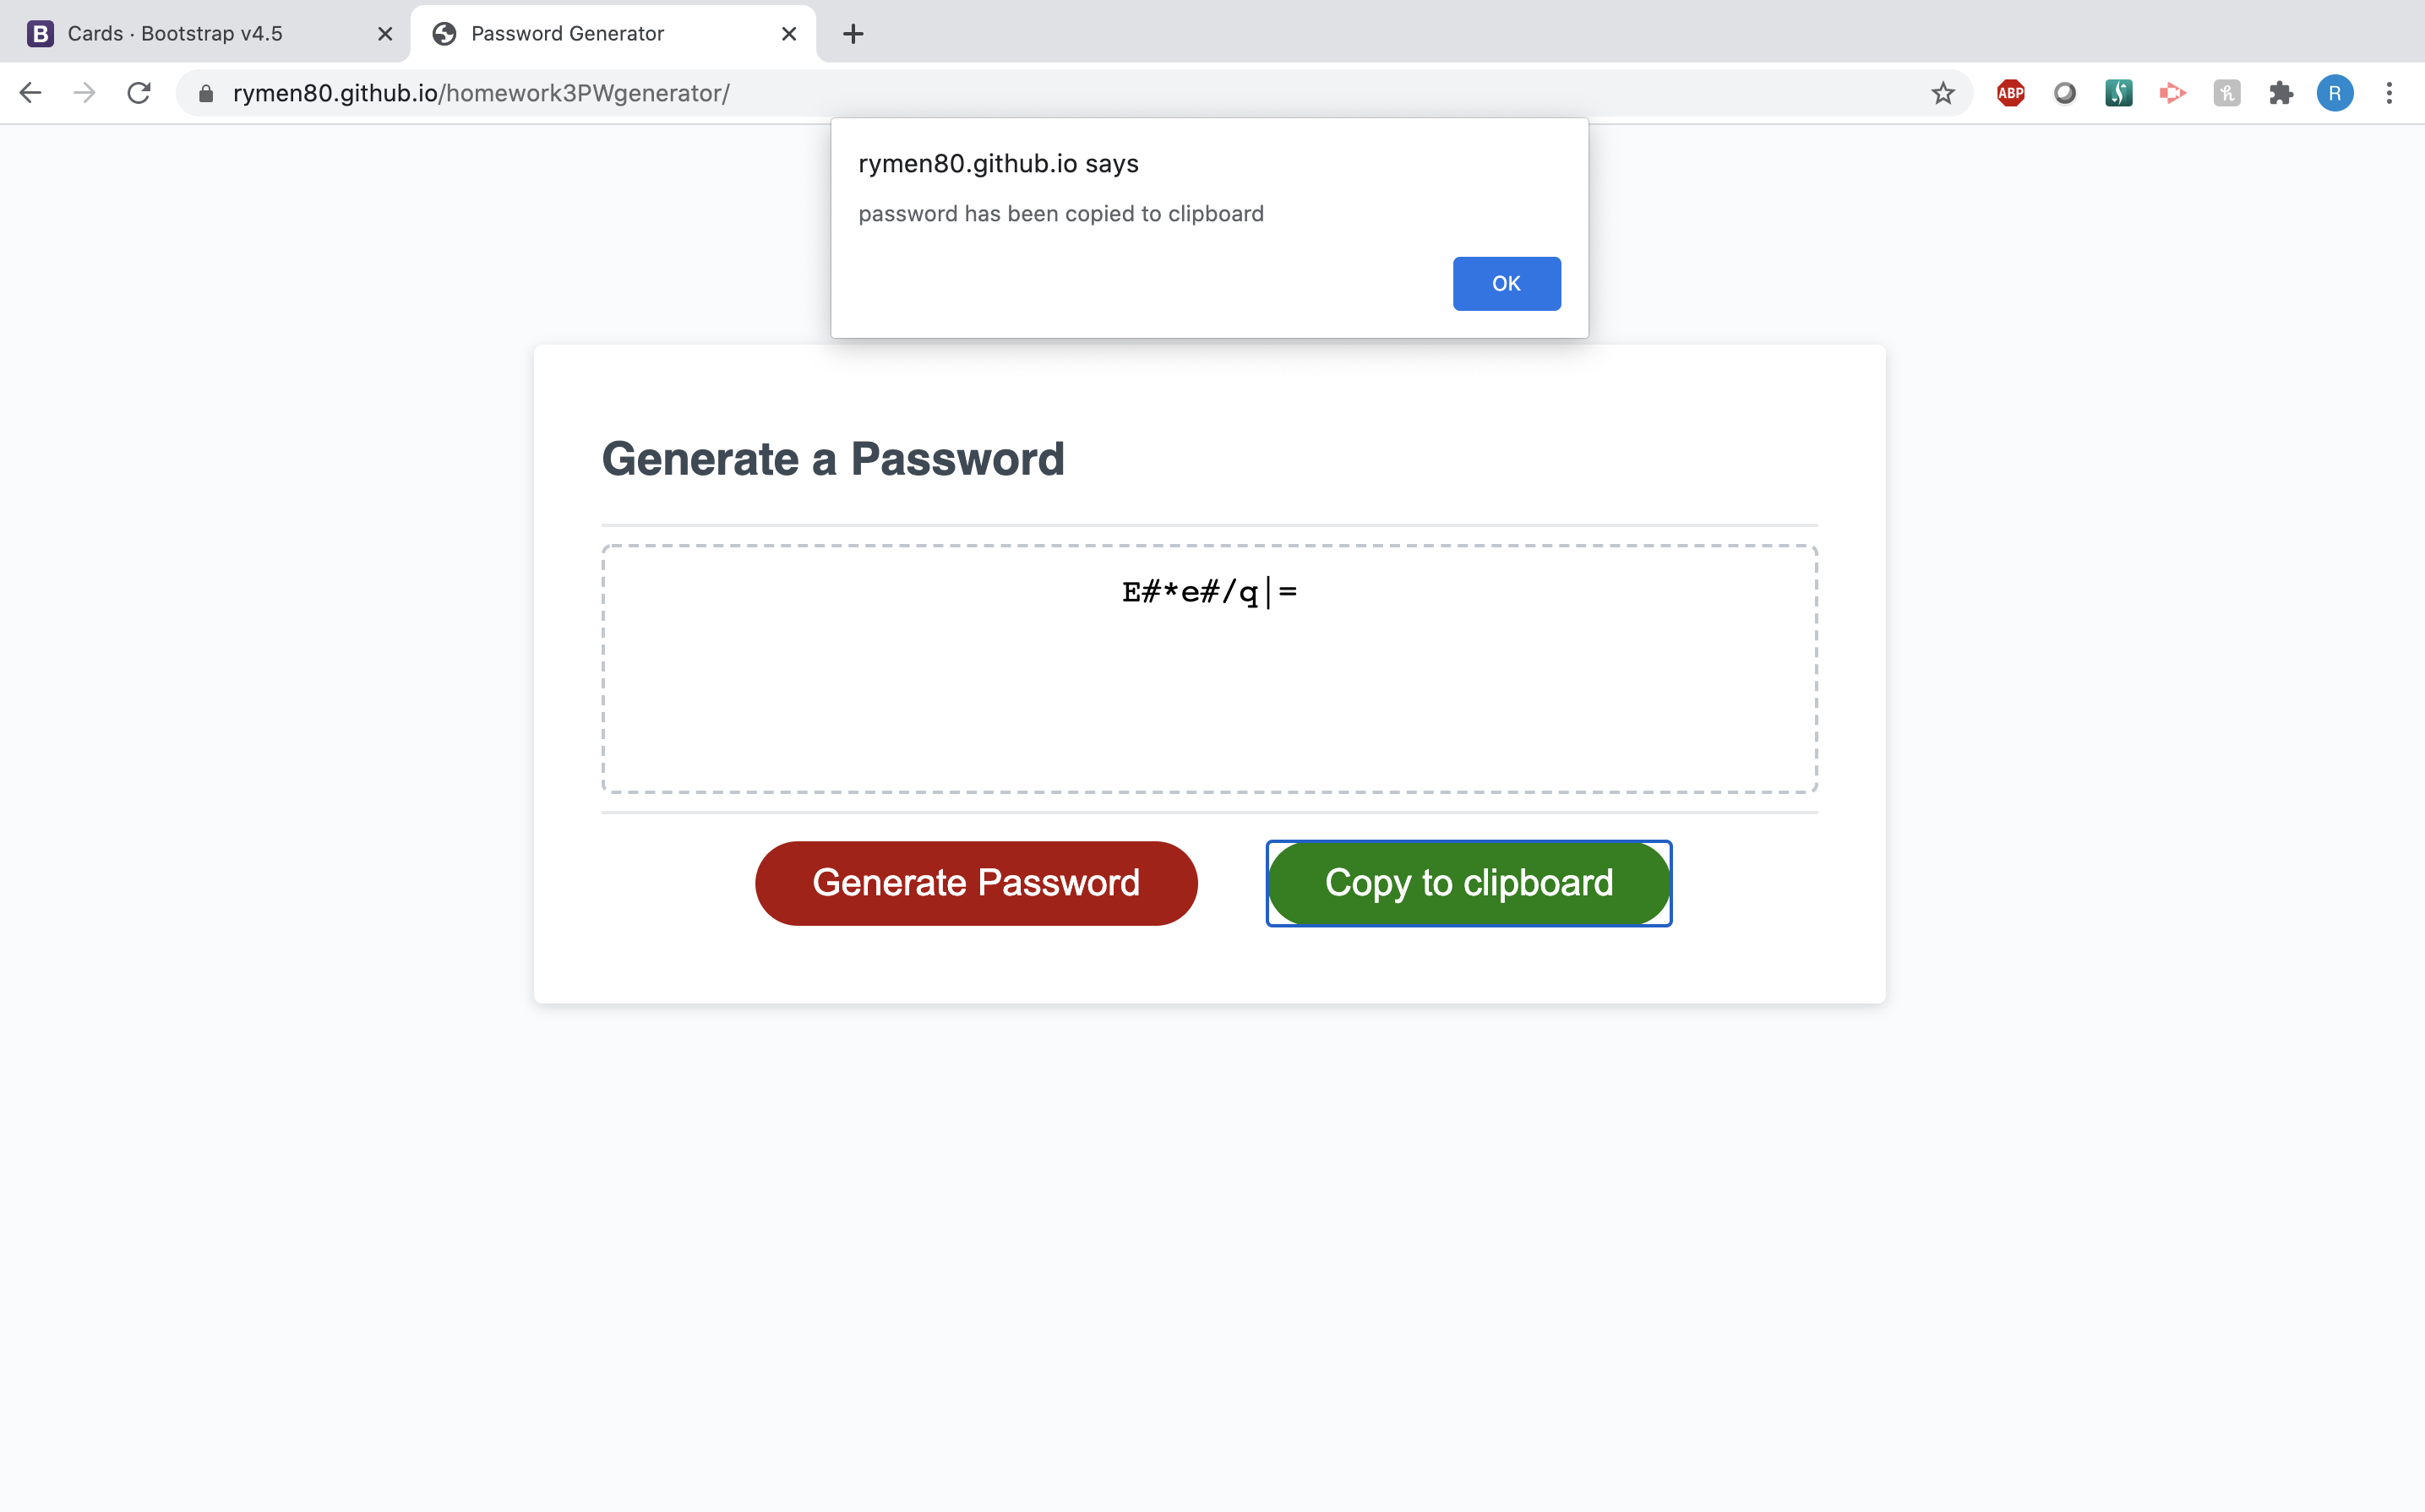 B Cards · Bootstrap v4.5
Password Generator
rymen80.github.io/homework3PWgenerator/
ABP
h
R
rymen80.github.io says
password has been copied to clipboard
OK
Generate a Password
E#*e#/q|=
Generate Password
Copy to clipboard